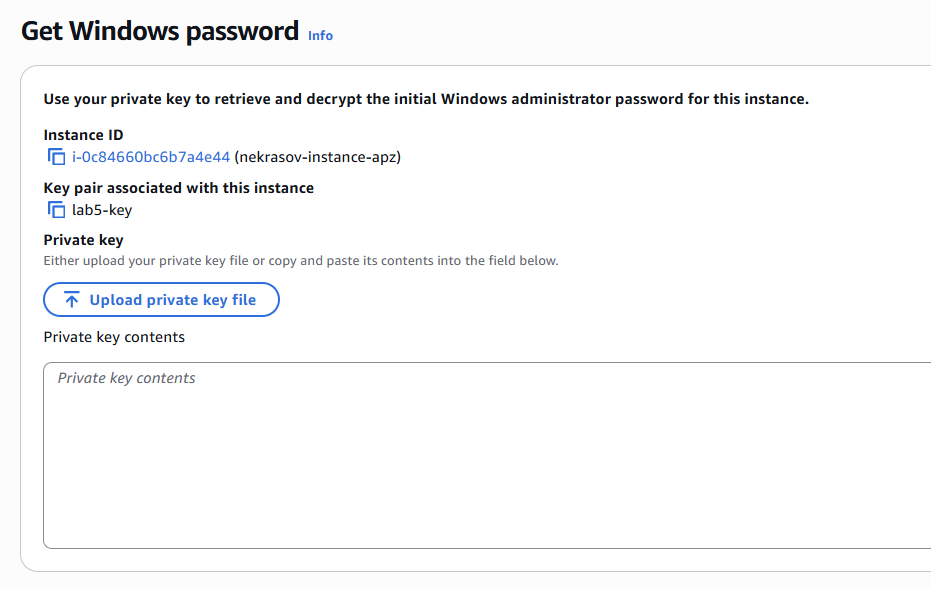 Get Windows password Info
Use your private key to retrieve and decrypt the initial Windows administrator password for this instance.
Instance ID
i-0c84660bc6b7a4e44 (nekrasov-instance-apz)
Key pair associated with this instance
lab5-key
Private key
Either upload your private key file or copy and paste its contents into the field below.
Upload private key file
Private key contents
Private key contents